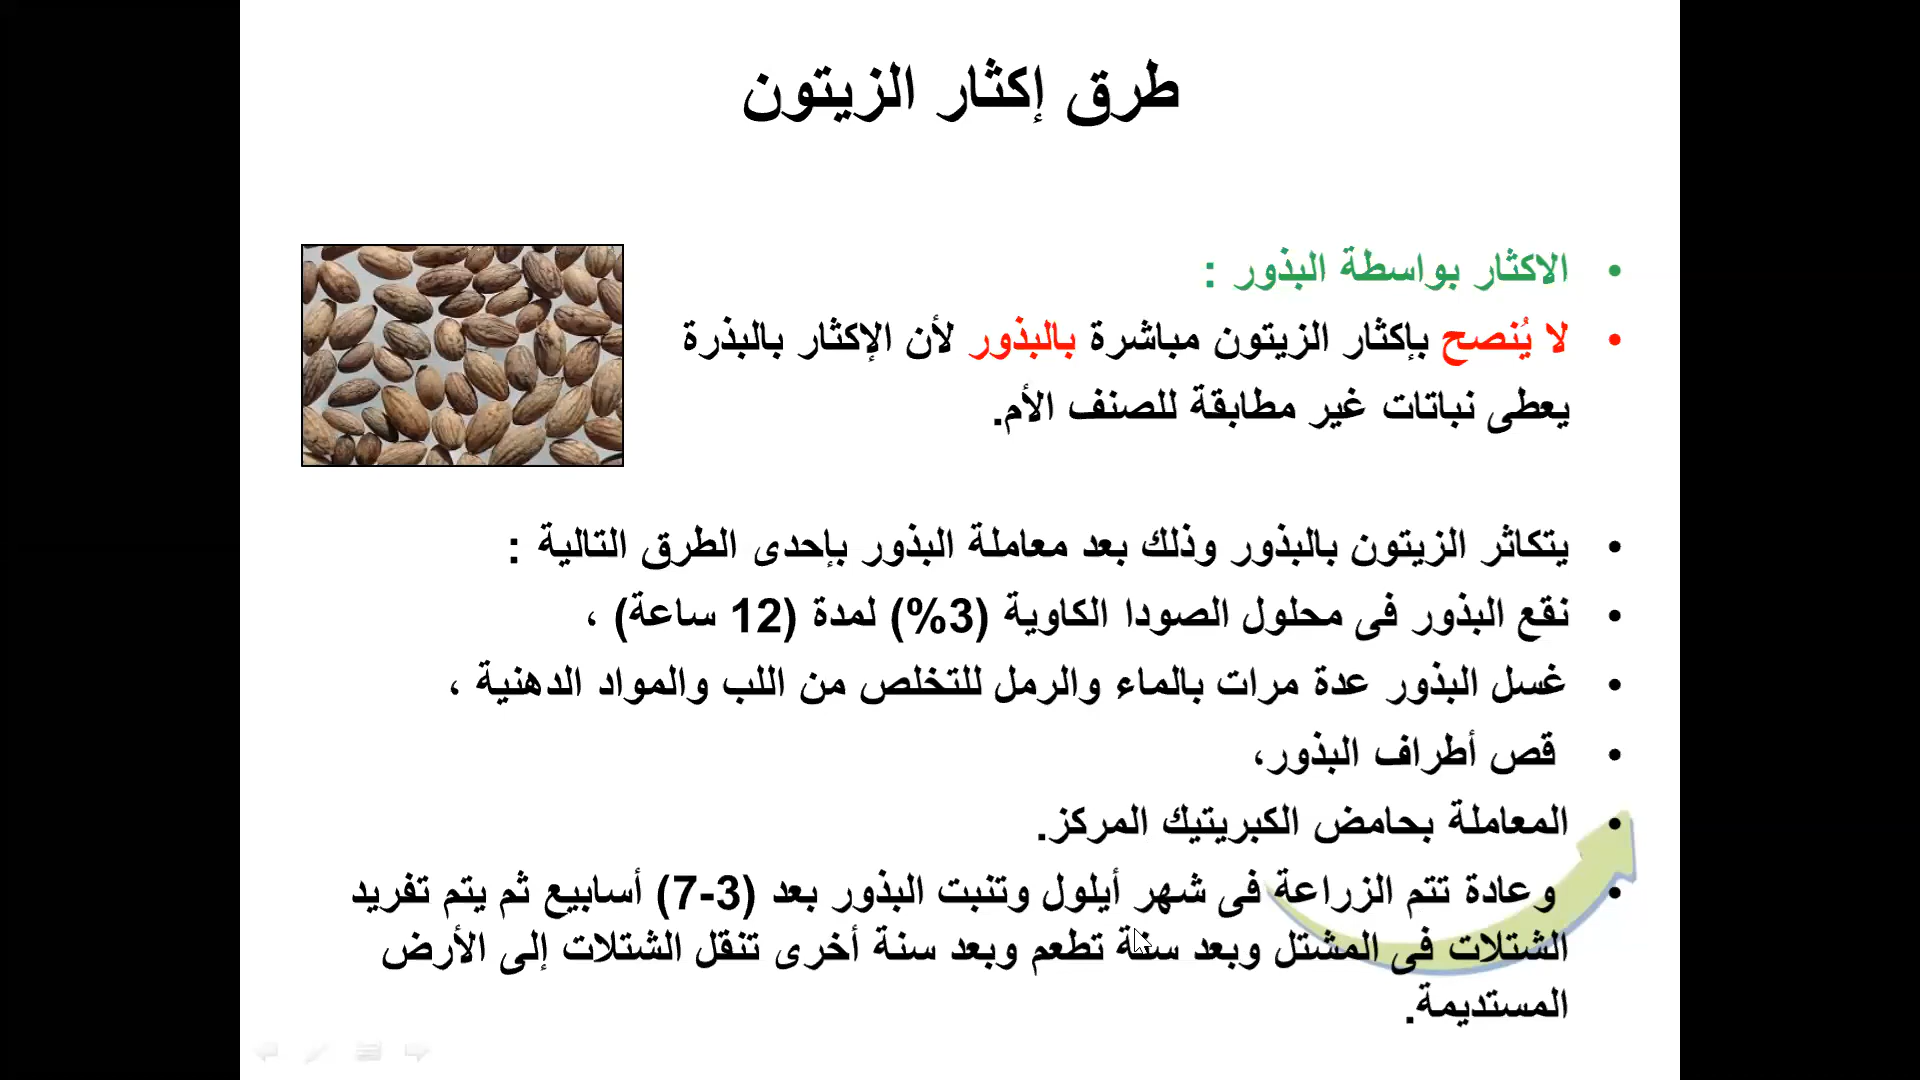 طرق إكثار الزيتون
• الاكثار بواسطة البذور :
• لا يُنصح بإكثار الزيتون مباشرة بالبذور لأن الإكثار بالبذرة
يعطى نباتات غير مطابقة للصنف الأم.
• يتكاثر الزيتون بالبذور وذلك بعد معاملة البذور بإحدى الطرق التالية :
• نقع البذور فى محلول الصودا الكاوية (3%) لمدة (12 ساعة) ،
• غسل البذور عدة مرات بالماء والرمل للتخلص من اللب والمواد الدهنية ،
• قص أطراف البذور،
• المعاملة بحامض الكبريتيك المركز.
• وعادة تتم الزراعة فى شهر أيلول وتنبت البذور بعد (3-7) أسابيع ثم يتم تفريد
الشتلات فى المشتل وبعد سنة تطعم وبعد سنة أخرى تنقل الشتلات إلى الأرض
المستديمة.